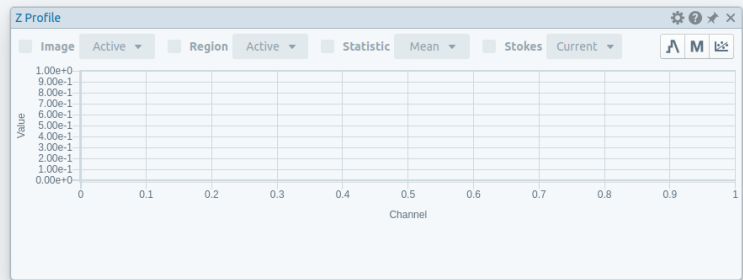 Z Profile
Image Active Region Active Statistic Mean Stokes Current M
1.00e+0
9.00e-1
8.00e-1
7.00e-1
6.00e-1
5.00e-1
4.00e-1
3.00e-1
2.00e-1
1.00e-1
0.00e+0
Value
0 0.1 0.2 0.3 0.4 0.5 0.6 0.7 0.8 0.9 1
Channel